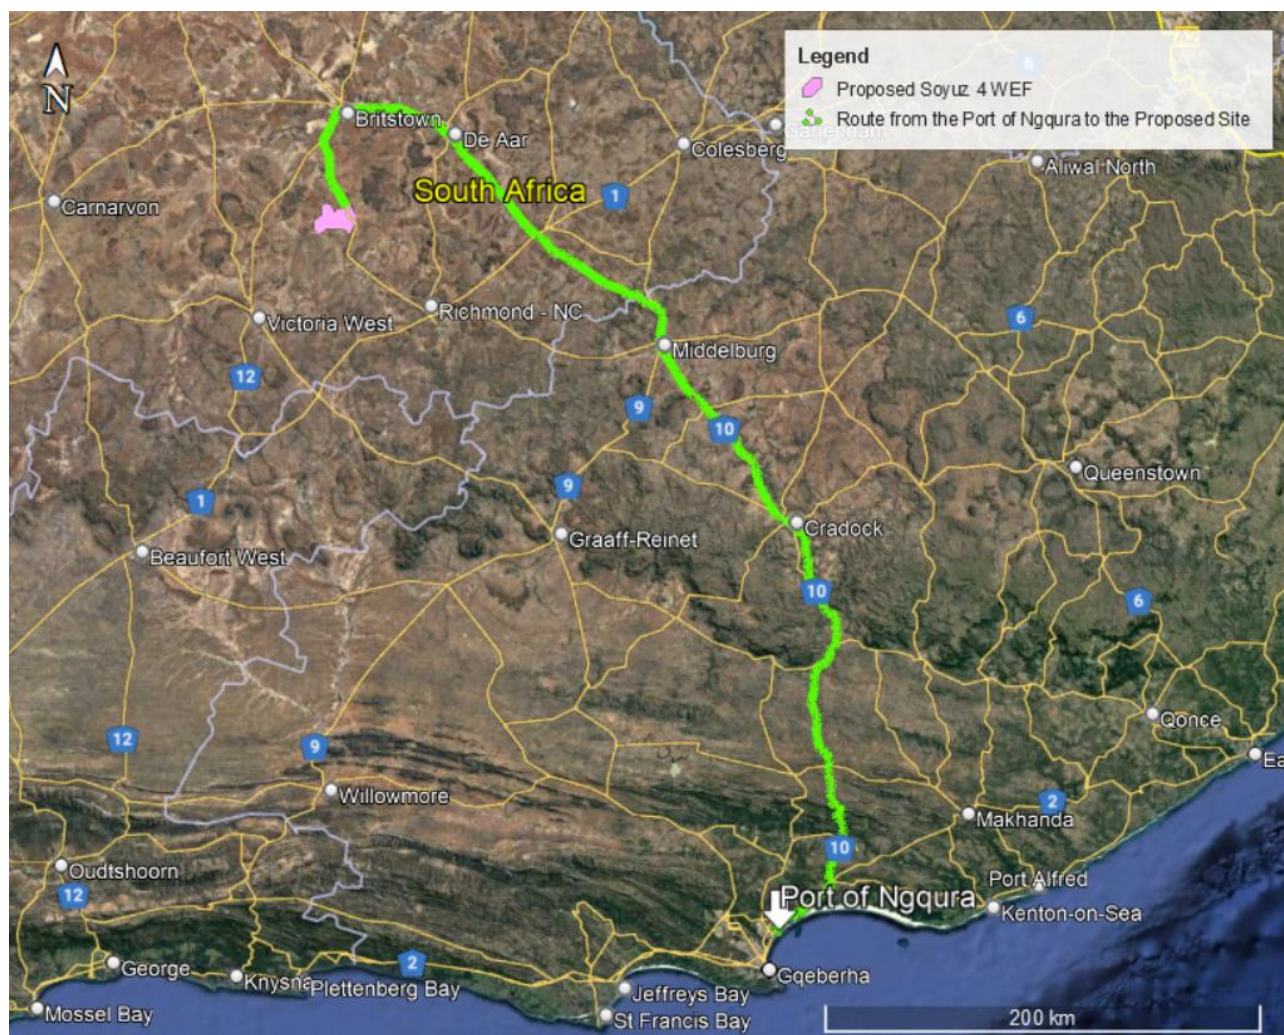 Legend
Proposed Soyuz 4 WEF
Route from the Port of Ngqura to the Proposed Site
N
6
Britstown
De Aar
Colesberg
Gariepdam
Aliwal North
South Africa
1
Carnarvon
Richmond - NC
Victoria West
6
Middelburg
12
9
10
Queenstown
1
9
Cradock
Graaff-Reinet
Beaufort West
10
6
Qonce
12
9
Ea
Willowmore
2
Makhanda
10
Oudtshoorn
12
Port Alfred
Port of Ngqura
Kenton-on-Sea
George
2
Gqeberha
Knysna
Plettenberg Bay
Jeffreys Bay
Mossel Bay
St Francis Bay
200 km